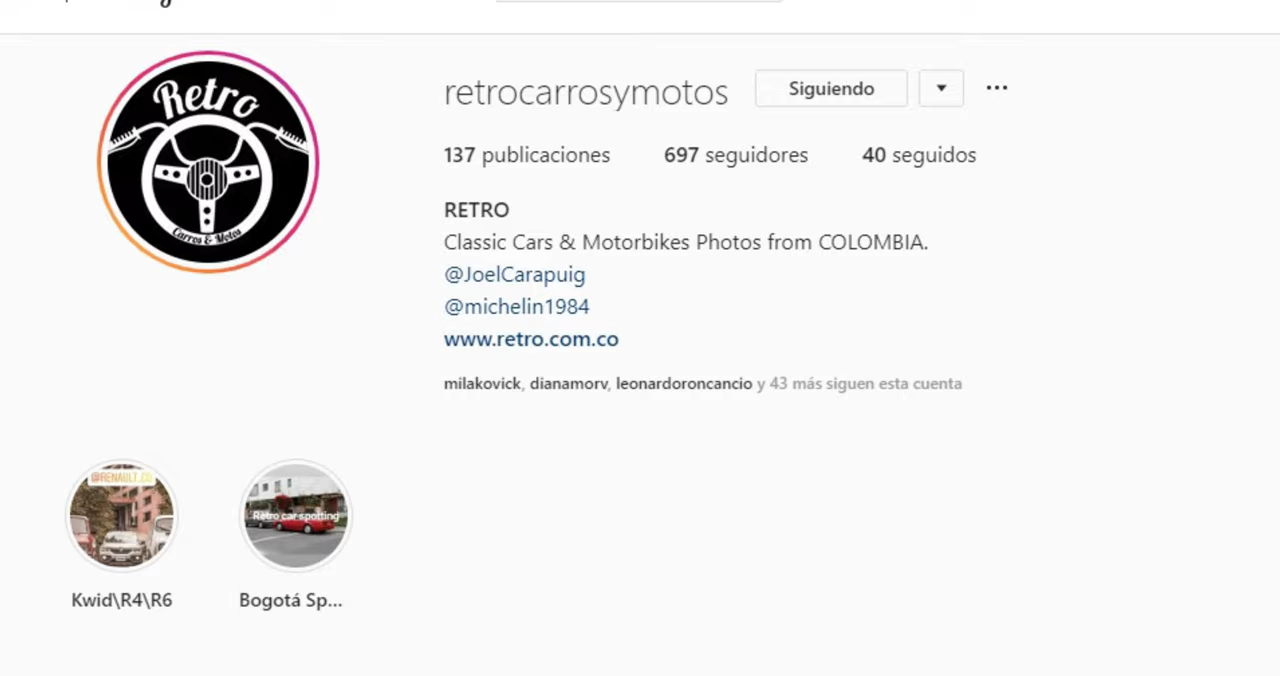 Retro
Carros & Motos
retrocarrosymotos
Siguiendo
137 publicaciones 697 seguidores 40 seguidos
RETRO
Classic Cars & Motorbikes Photos from COLOMBIA.
@JoelCarapuig
@michelin1984
www.retro.com.co
milakovick, dianamorv, leonardoroncancio y 43 más siguen esta cuenta
@RENAULT_CO
Retro car spotting
Kwid\R4\R6 Bogotá Sp...